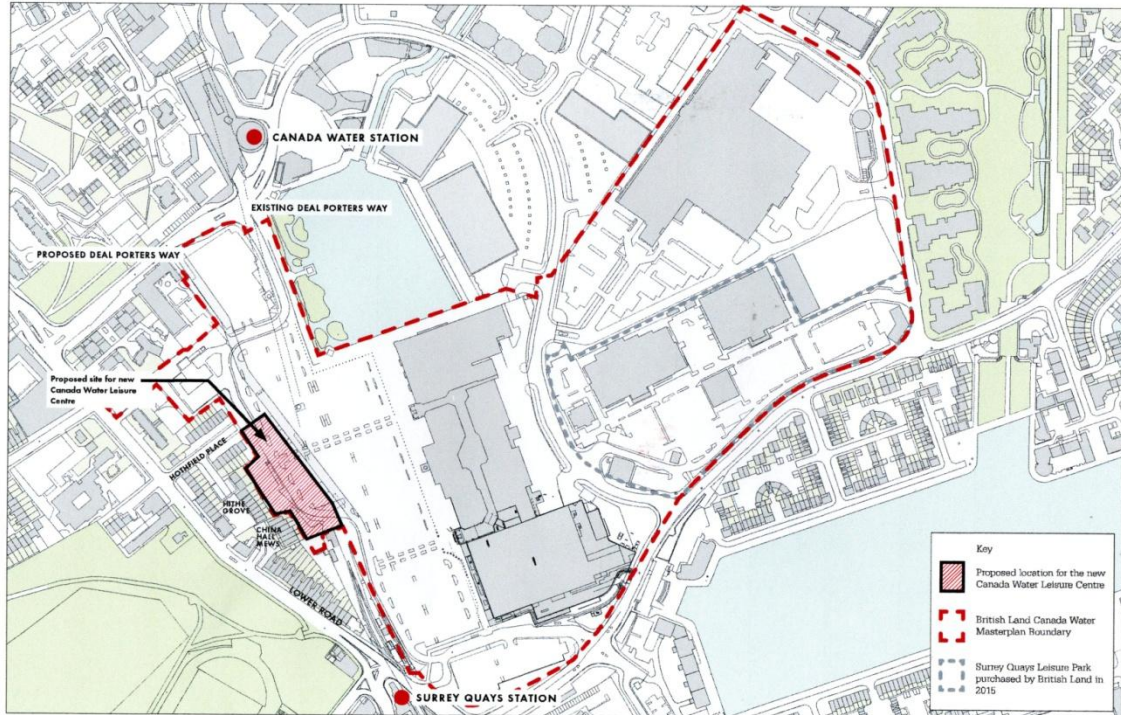 CANADA WATER STATION
EXISTING DEAL PORTERS WAY
PROPOSED DEAL PORTERS WAY
Proposed site for new
Canada Water Leisure
Centre
HOTHFIELD PLACE
HITHE
GROVE
CHINA
HALL
MEWS
LOWER ROAD
SURREY QUAYS STATION
Key
Proposed location for the new
Canada Water Leisure Centre
British Land Canada Water
Masterplan Boundary
Surrey Quays Leisure Park
purchased by British Land in
2015